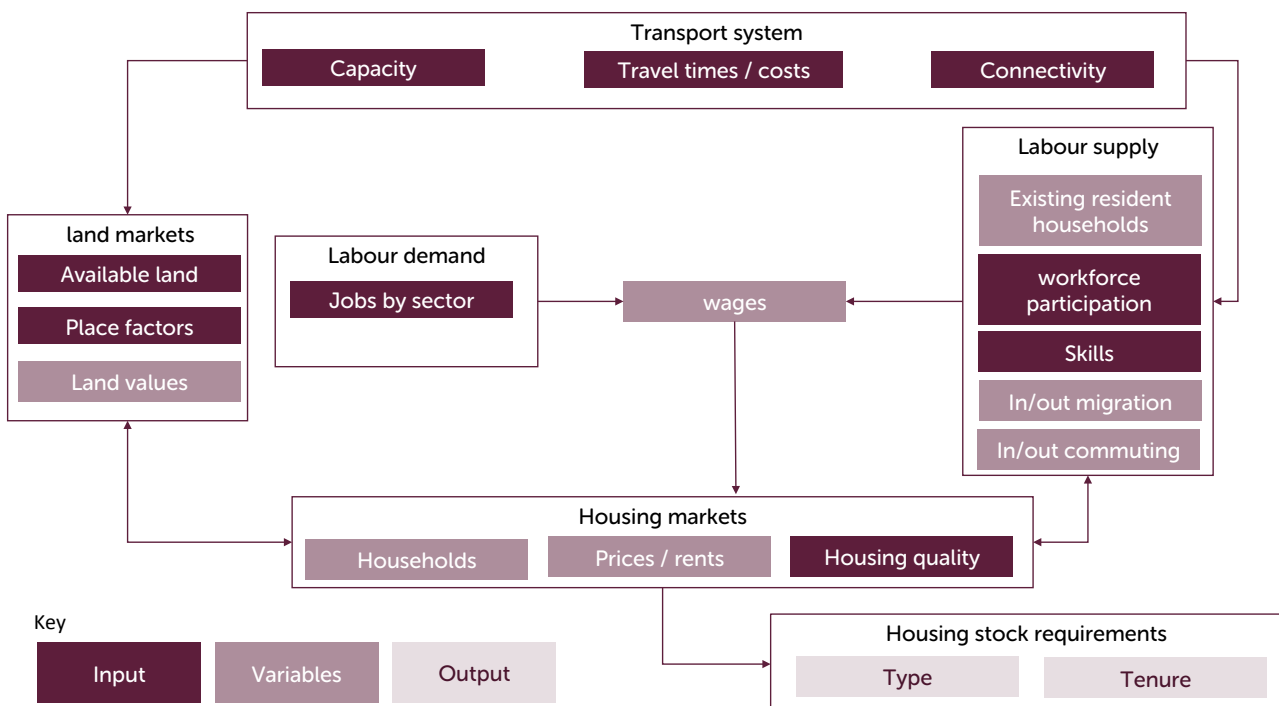 Transport system
Capacity
Travel times / costs
Connectivity
Labour supply
Existing resident
households
workforce
participation
Skills
In/out migration
In/out commuting
land markets
Available land
Place factors
Land values
Labour demand
Jobs by sector
wages
Housing markets
Households
Prices / rents
Housing quality
Key
Input
Variables
Output
Housing stock requirements
Type
Tenure